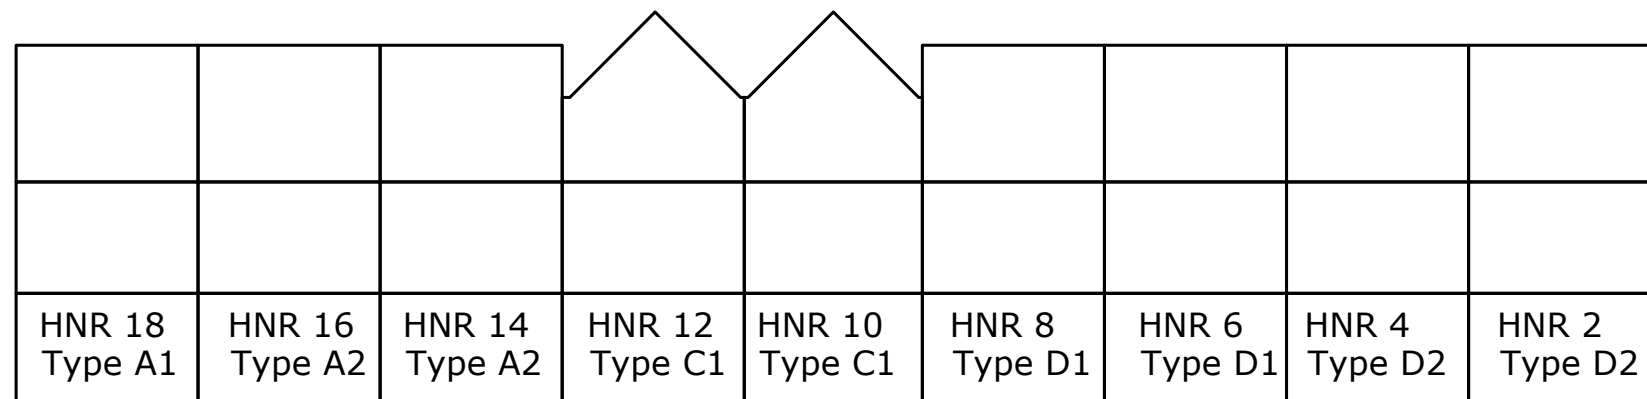 HNR 18
Type A1
HNR 16
Type A2
HNR 14
Type A2
HNR 12
Type C1
HNR 10
Type C1
HNR 8
Type D1
HNR 6
Type D1
HNR 4
Type D2
HNR 2
Type D2